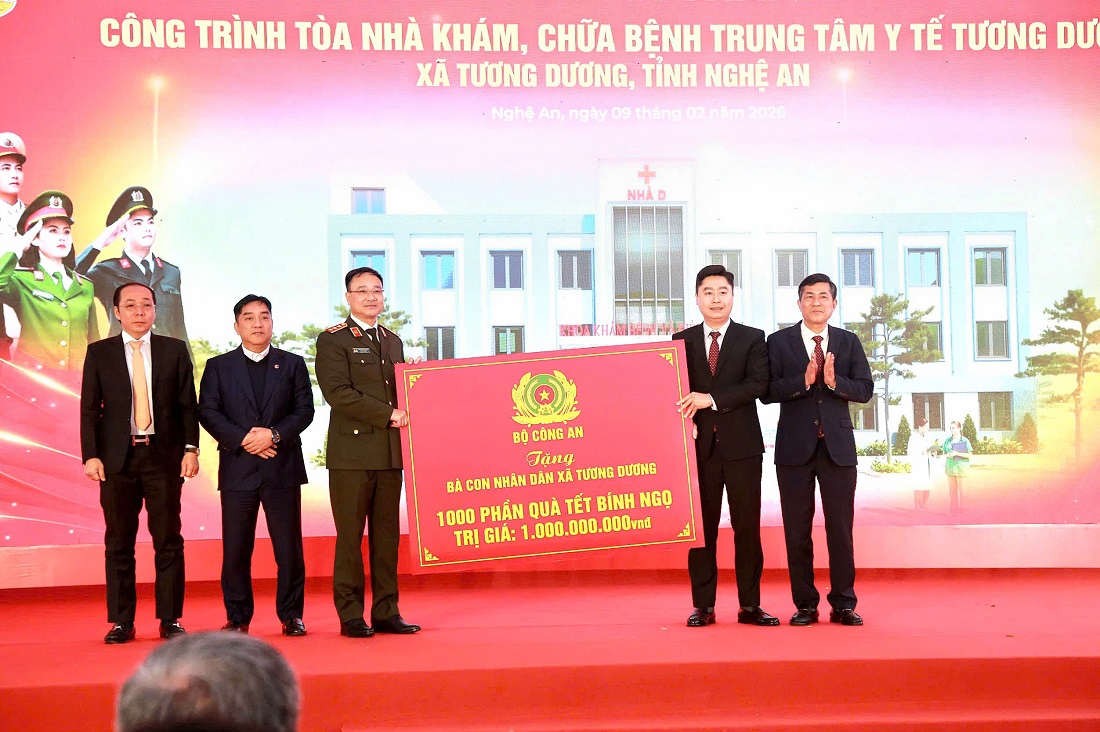 CÔNG TRÌNH TÒA NHÀ KHÁM, CHỮA BỆNH TRUNG TÂM Y TẾ TƯƠNG
XÃ TƯƠNG DƯƠNG, TỈNH NGHỆ AN
Nghệ An, ngày 09 tháng 02 năm 2026
NHÀ D
KHOA KHÁM
BỘ CÔNG AN
Tặng
BÀ CON NHÂN DÂN XÃ TƯƠNG DƯƠNG
1000 PHẦN QUÀ TẾT BÍNH NGỌ
TRỊ GIÁ: 1.000.000.000vnđ